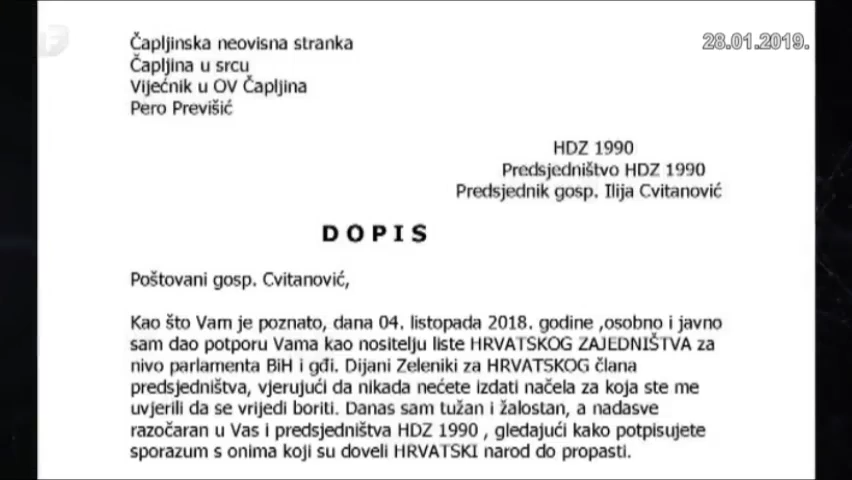 28.01.2019.
Čapljinska neovisna stranka
Čapljina u srcu
Vijećnik u OV Čapljina
Pero Previšić
HDZ 1990
Predsjedništvo HDZ 1990
Predsjednik gosp. Ilija Cvitanović
D O P I S
Poštovani gosp. Cvitanović,
Kao što Vam je poznato, dana 04. listopada 2018. godine ,osobno i javno
sam dao potporu Vama kao nositelju liste HRVATSKOG ZAJEDNIŠTVA za
nivo parlamenta BiH i gđi. Dijani Zeleniki za HRVATSKOG člana
predsjedništva, vjerujući da nikada nećete izdati načela za koja ste me
uvjerili da se vrijedi boriti. Danas sam tužan i žalostan, a nadasve
razočaran u Vas i predsjedništva HDZ 1990 , gledajući kako potpisujete
sporazum s onima koji su doveli HRVATSKI narod do propasti.